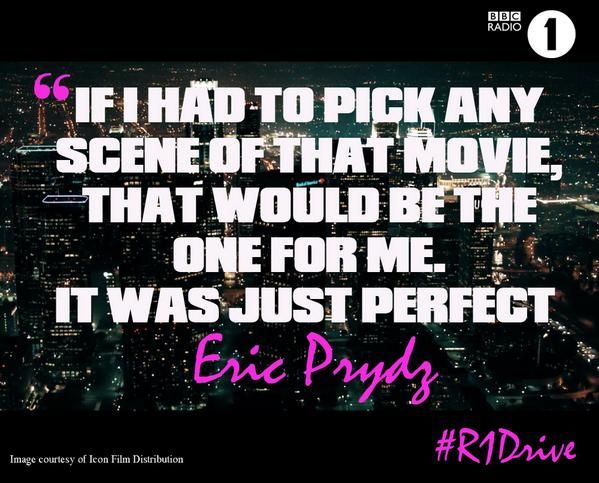 BBC
RADIO
1
“IF I HAD TO PICK ANY
SCENE OF THAT MOVIE,
THAT WOULD BE THE
ONE FOR ME.
IT WAS JUST PERFECT
Eric Prydz
#R1Drive
Image courtesy of Icon Film Distribution